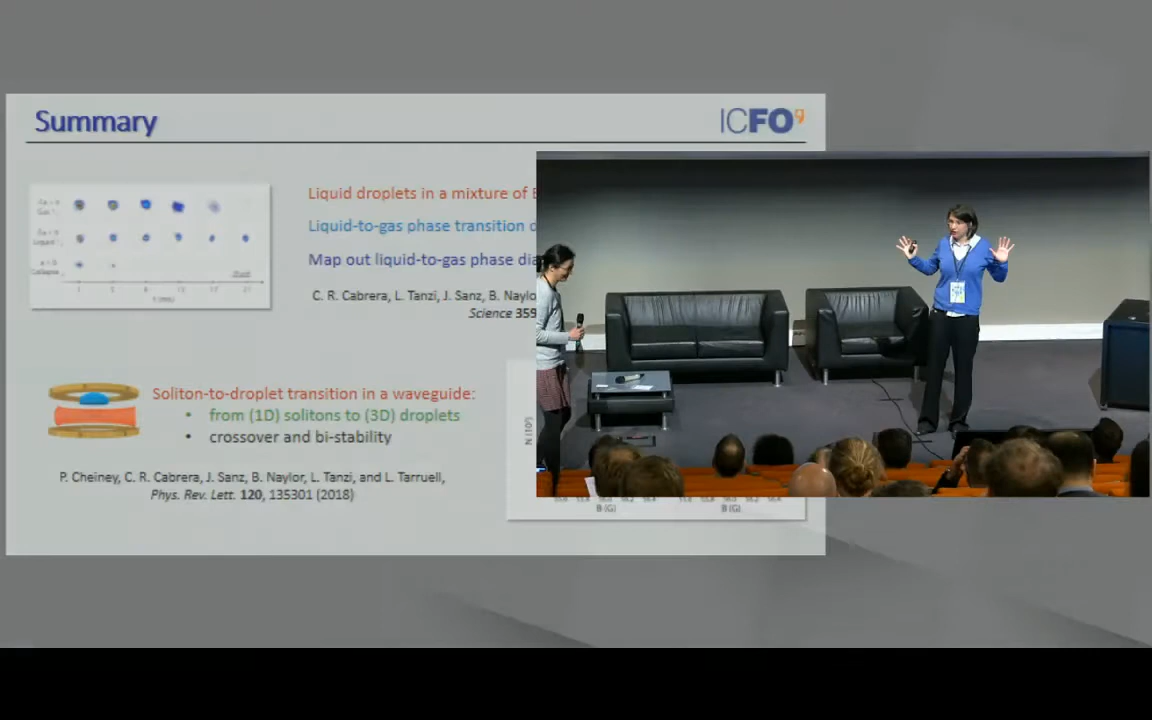 Summary
ICFO
Liquid droplets in a mixture of
Liquid-to-gas phase transition
Map out liquid-to-gas phase
C. R. Cabrera, L. Tanzi, J. Sanz, B. Naylo
Science 359
t (ms)
Soliton-to-droplet transition in a waveguide:
• from (1D) solitons to (3D) droplets
• crossover and bi-stability
P. Cheiney, C. R. Cabrera, J. Sanz, B. Naylor, L. Tanzi, and L. Tarruell,
Phys. Rev. Lett. 120, 135301 (2018)
B (G) B (G)